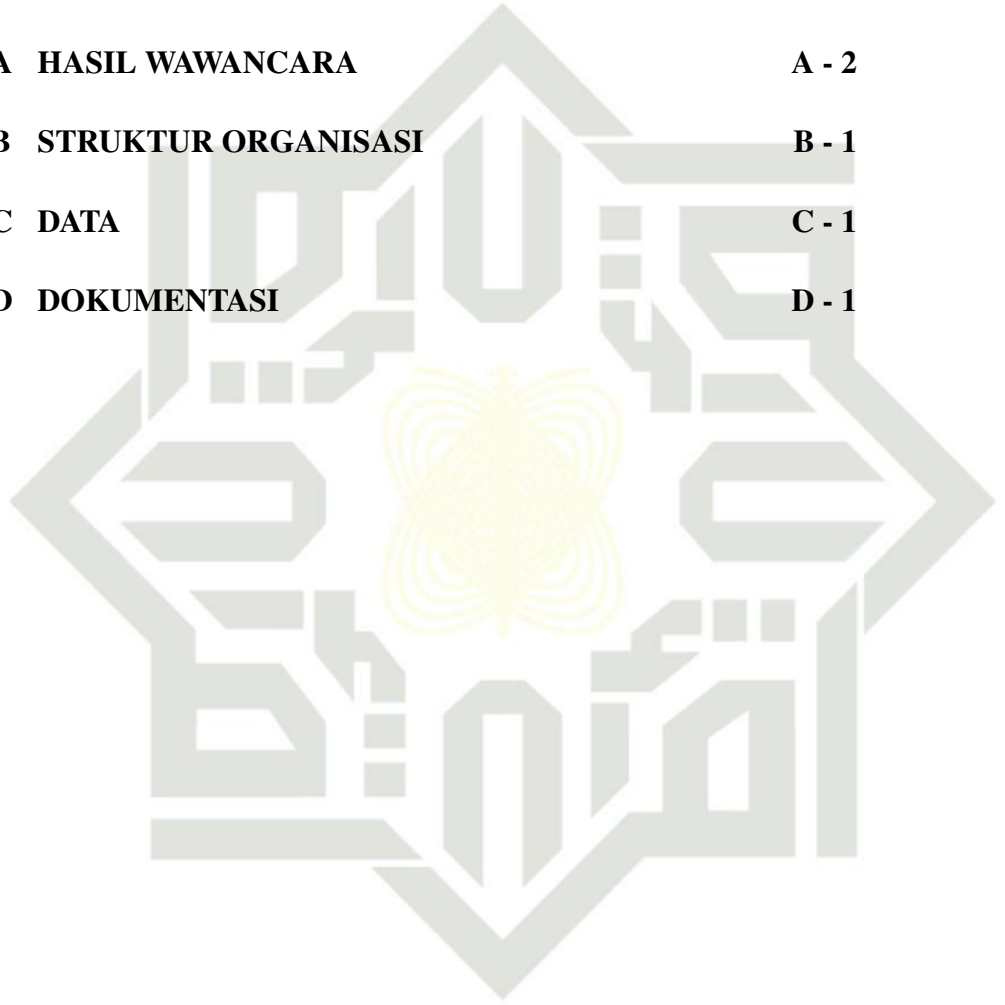 A HASIL WAWANCARA A - 2
B STRUKTUR ORGANISASI B - 1
C DATA C - 1
D DOKUMENTASI D - 1